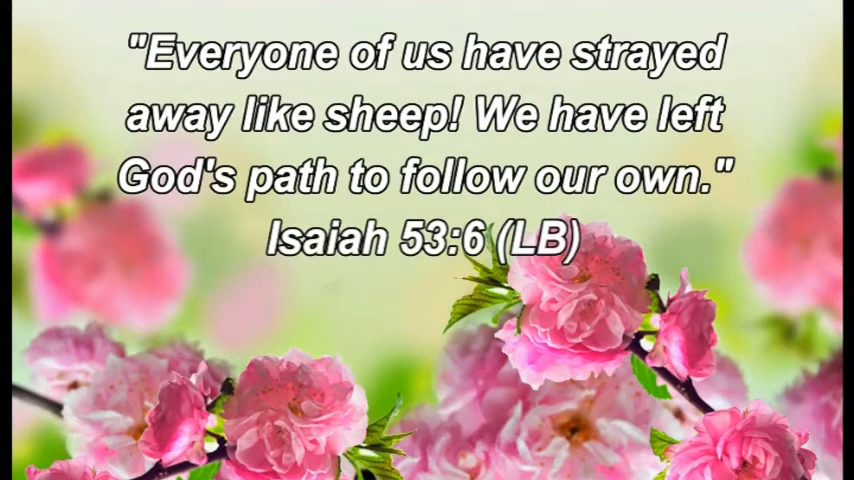 "Everyone of us have strayed
away like sheep! We have left
God's path to follow our own."
Isaiah 53:6 (LB)